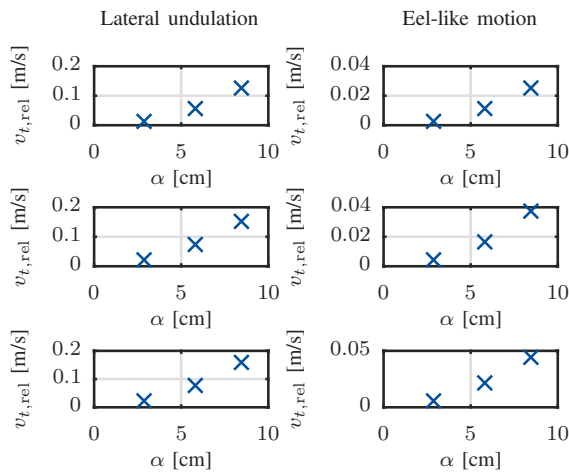 Lateral undulation Eel-like motion
v_{t,rel} [m/s] 0.2 0.1 0 0 5 10 α [cm]
v_{t,rel} [m/s] 0.04 0.02 0 0 5 10 α [cm]
v_{t,rel} [m/s] 0.2 0.1 0 0 5 10 α [cm]
v_{t,rel} [m/s] 0.04 0.02 0 0 5 10 α [cm]
v_{t,rel} [m/s] 0.2 0.1 0 0 5 10 α [cm]
v_{t,rel} [m/s] 0.05 0 0 5 10 α [cm]